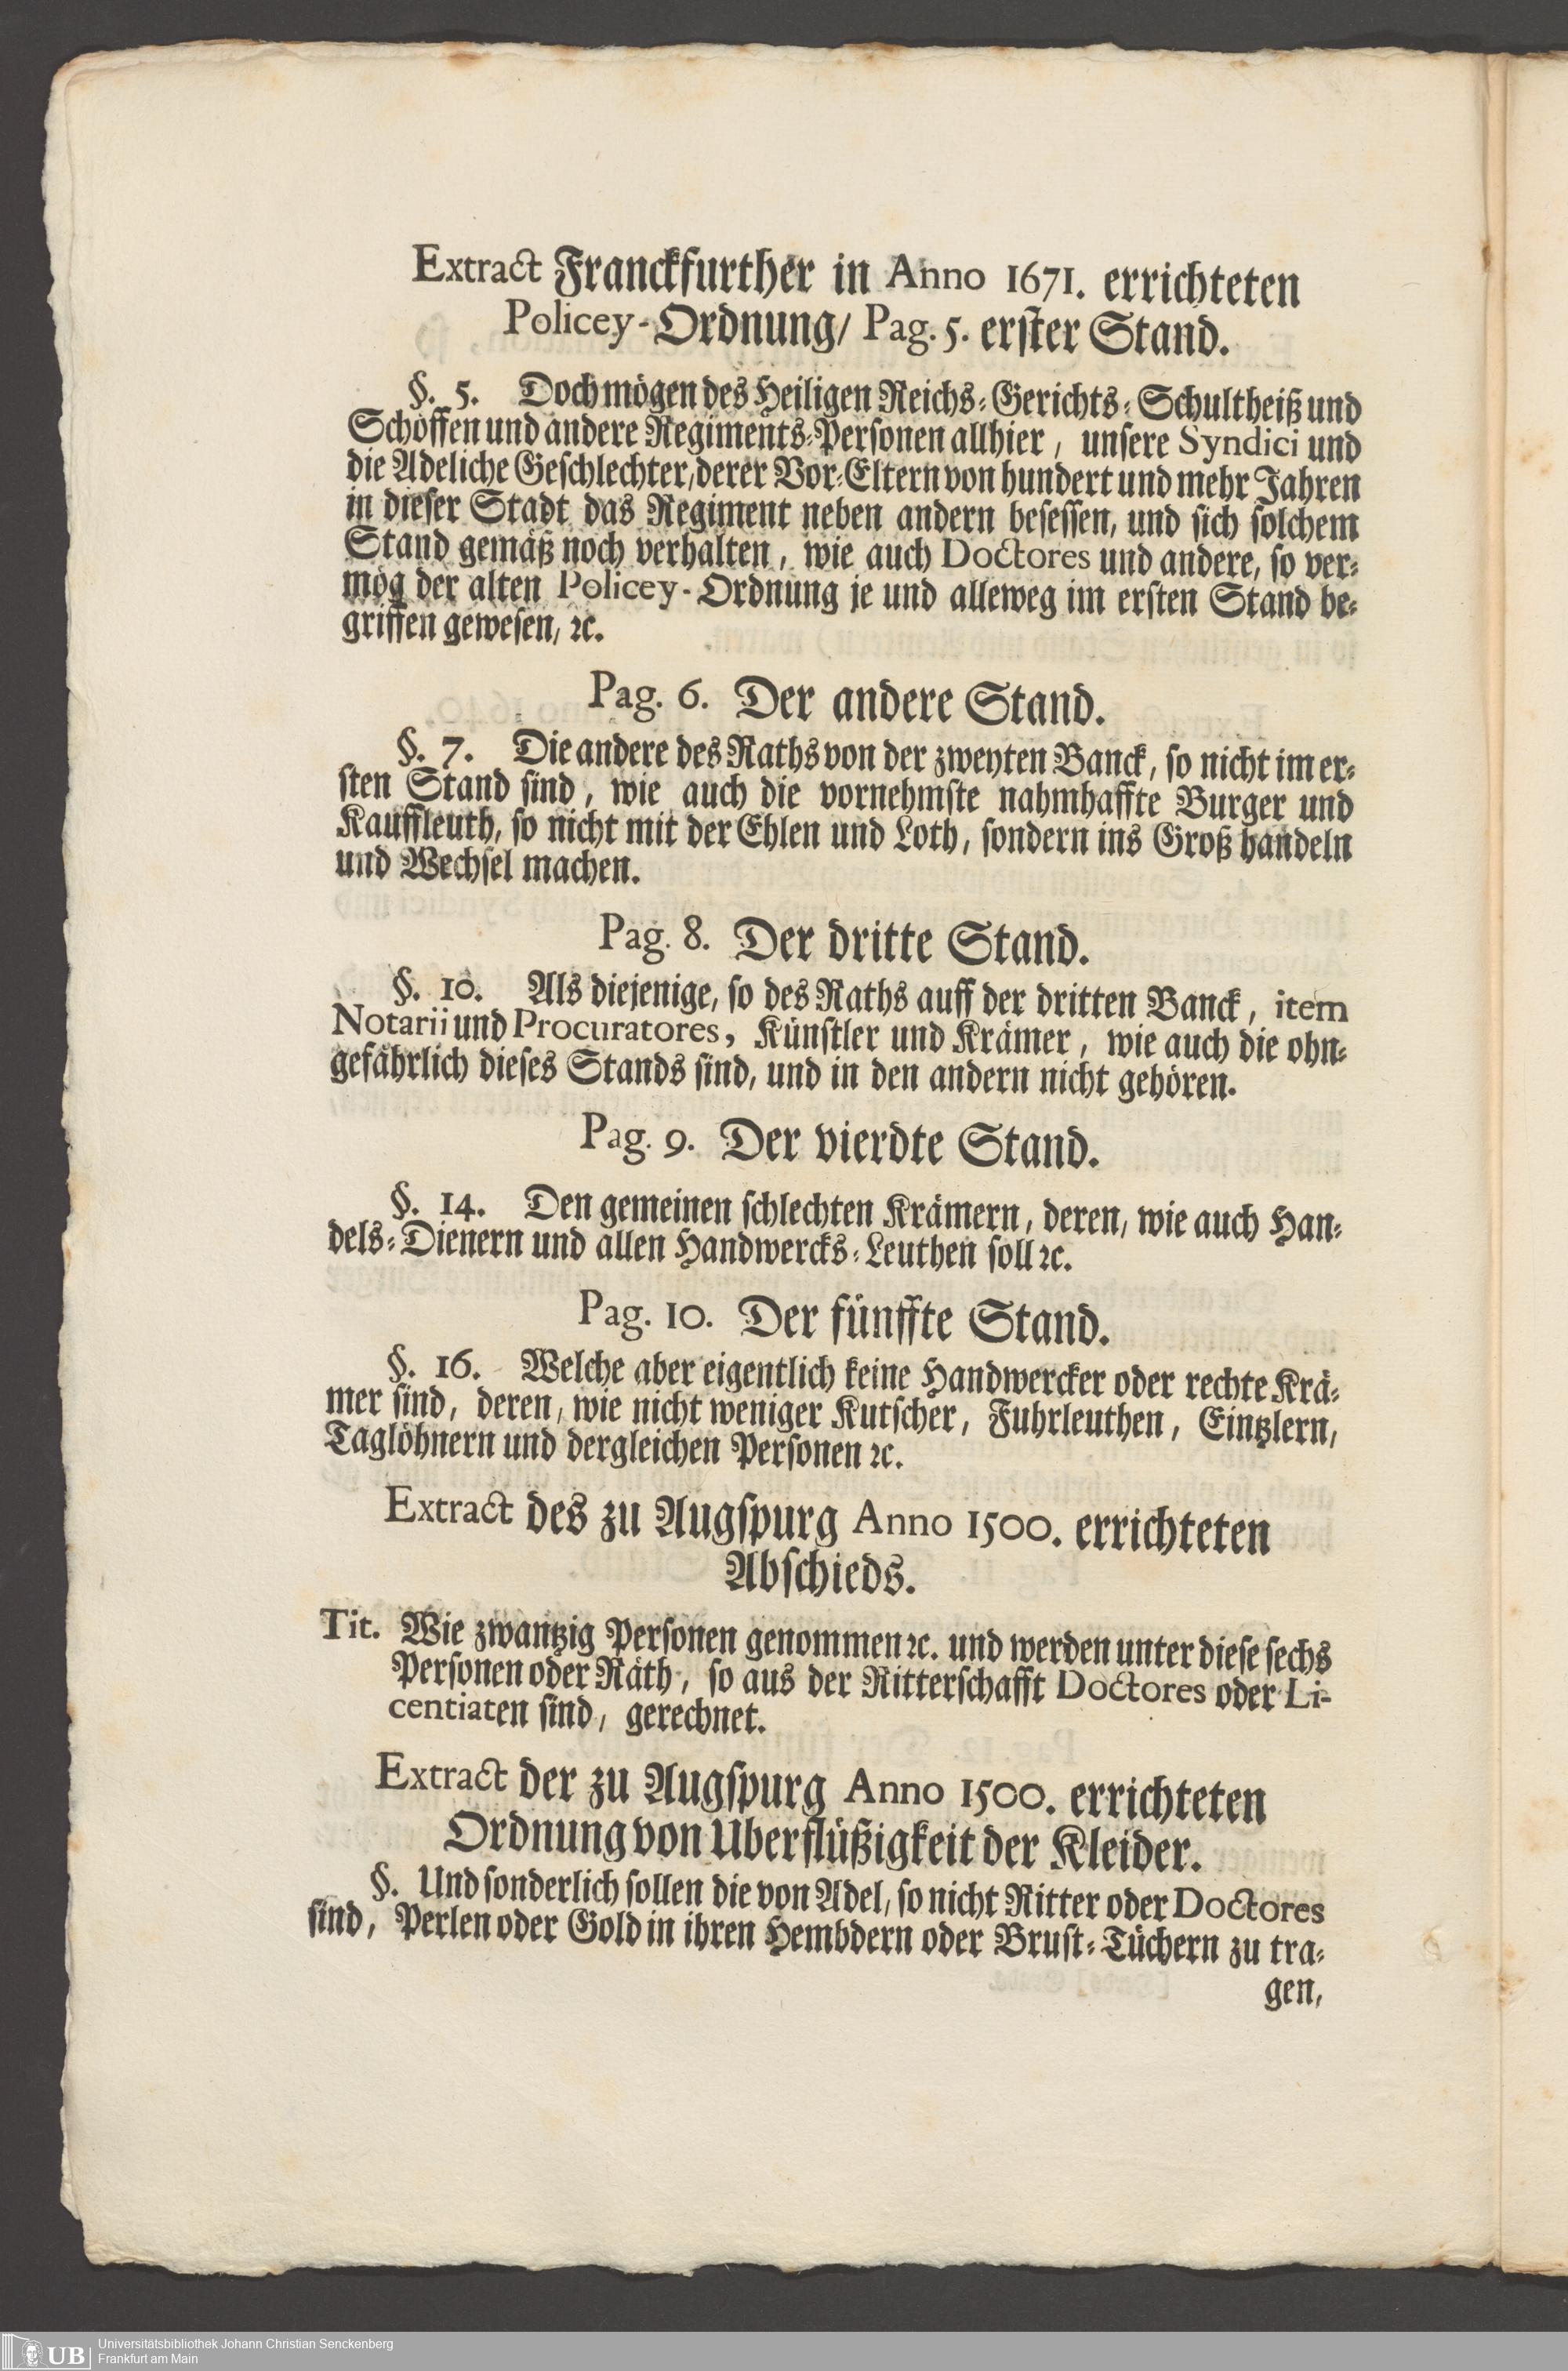 Extract Franckfurther in Anno 1671. errichteten
Policey-Ordnung/ Pag. 5. erster Stand.
§. 5. Doch mögen des Heiligen Reichs-Gerichts-Schultheiß und
Schöffen und andere Regiments-Personen allhier, unsere Syndici und
die Adeliche Geschlechter, derer Vor-Eltern von hundert und mehr Jahren
in dieser Stadt das Regiment neben andern besessen, und sich solchem
Stand gemäß noch verhalten, wie auch Doctores und andere, so ver-
mög der alten Policey-Ordnung je und alleweg im ersten Stand be-
griffen gewesen, ꝛc.
Pag. 6. Der andere Stand.
§. 7. Die andere des Raths von der zweyten Banck, so nicht im er-
sten Stand sind, wie auch die vornehmste nahmhaffte Burger und
Kauffleuth, so nicht mit der Ehlen und Loth, sondern ins Groß handeln
und Wechsel machen.
Pag. 8. Der dritte Stand.
§. 10. Als diejenige, so des Raths auff der dritten Banck, item
Notarii und Procuratores, Künstler und Krämer, wie auch die ohn-
gefährlich dieses Stands sind, und in den andern nicht gehören.
Pag. 9. Der vierdte Stand.
§. 14. Den gemeinen schlechten Krämern, deren, wie auch Han-
dels-Dienern und allen Handwercks-Leuthen soll ꝛc.
Pag. 10. Der fünffte Stand.
§. 16. Welche aber eigentlich keine Handwercker oder rechte Krä-
mer sind, deren, wie nicht weniger Kutscher, Fuhrleuthen, Eintzlern,
Taglöhnern und dergleichen Personen ꝛc.
Extract des zu Augspurg Anno 1500. errichteten
Abschieds.
Tit. Wie zwantzig Personen genommen ꝛc. und werden unter diese sechs
Personen oder Räth, so aus der Ritterschafft Doctores oder Li-
centiaten sind, gerechnet.
Extract der zu Augspurg Anno 1500. errichteten
Ordnung von Uberflüßigkeit der Kleider.
§. Und sonderlich sollen die von Adel, so nicht Ritter oder Doctores
sind, Perlen oder Gold in ihren Hembdern oder Brust-Tüchern zu tra-
gen,
UB
Universitätsbibliothek Johann Christian Senckenberg
Frankfurt am Main